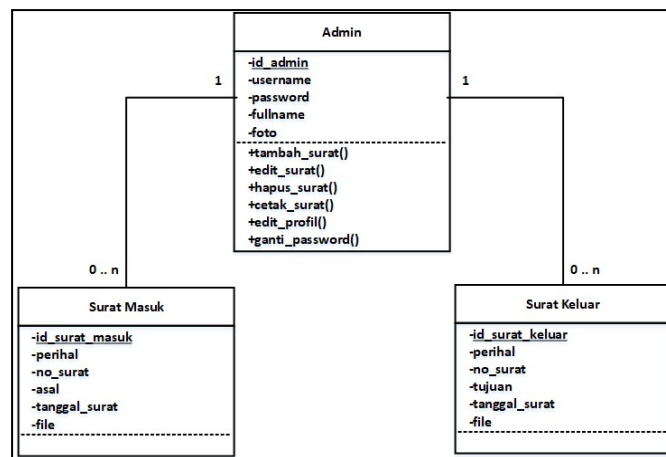 Admin
-id_admin
-username
-password
-fullname
-foto
+tambah_surat()
+edit_surat()
+hapus_surat()
+cetak_surat()
+edit_profil()
+ganti_password()
1
1
0 .. n
0 .. n
Surat Masuk
-id_surat_masuk
-perihal
-no_surat
-asal
-tanggal_surat
-file
Surat Keluar
-id_surat_keluar
-perihal
-no_surat
-tujuan
-tanggal_surat
-file